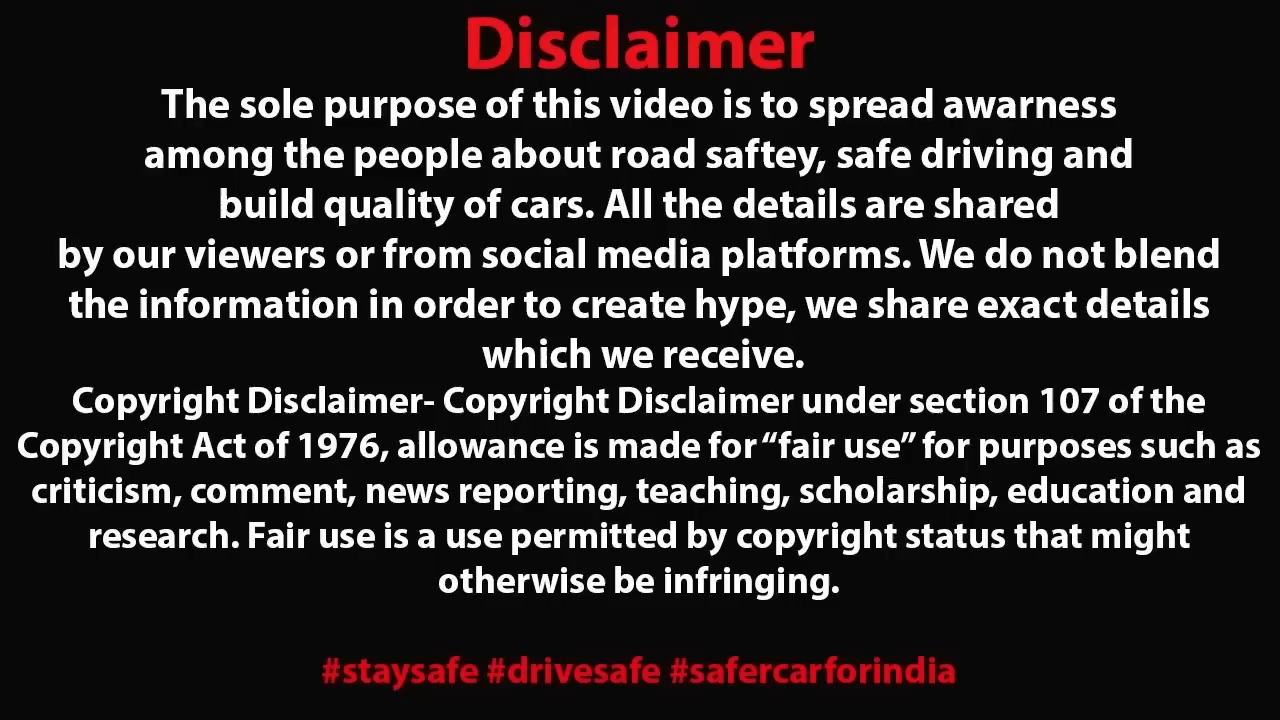 Disclaimer
The sole purpose of this video is to spread awarness
among the people about road saftey, safe driving and
build quality of cars. All the details are shared
by our viewers or from social media platforms. We do not blend
the information in order to create hype, we share exact details
which we receive.
Copyright Disclaimer- Copyright Disclaimer under section 107 of the
Copyright Act of 1976, allowance is made for “fair use” for purposes such as
criticism, comment, news reporting, teaching, scholarship, education and
research. Fair use is a use permitted by copyright status that might
otherwise be infringing.
#staysafe #drivesafe #safercarforindia